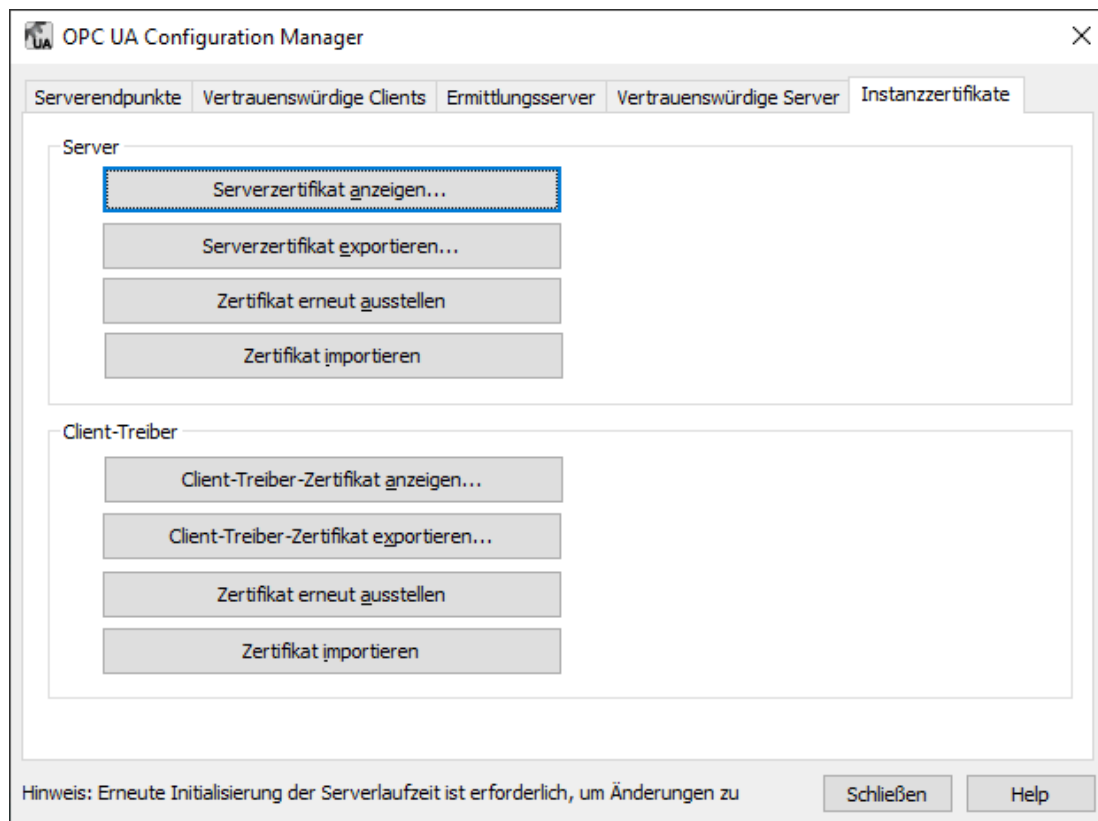 UA OPC UA Configuration Manager
Serverendpunkte Vertrauenswürdige Clients Ermittlungsserver Vertrauenswürdige Server Instanzzertifikate
Server
Serverzertifikat anzeigen...
Serverzertifikat exportieren...
Zertifikat erneut ausstellen
Zertifikat importieren
Client-Treiber
Client-Treiber-Zertifikat anzeigen...
Client-Treiber-Zertifikat exportieren...
Zertifikat erneut ausstellen
Zertifikat importieren
Hinweis: Erneute Initialisierung der Serverlaufzeit ist erforderlich, um Änderungen zu Schließen Help